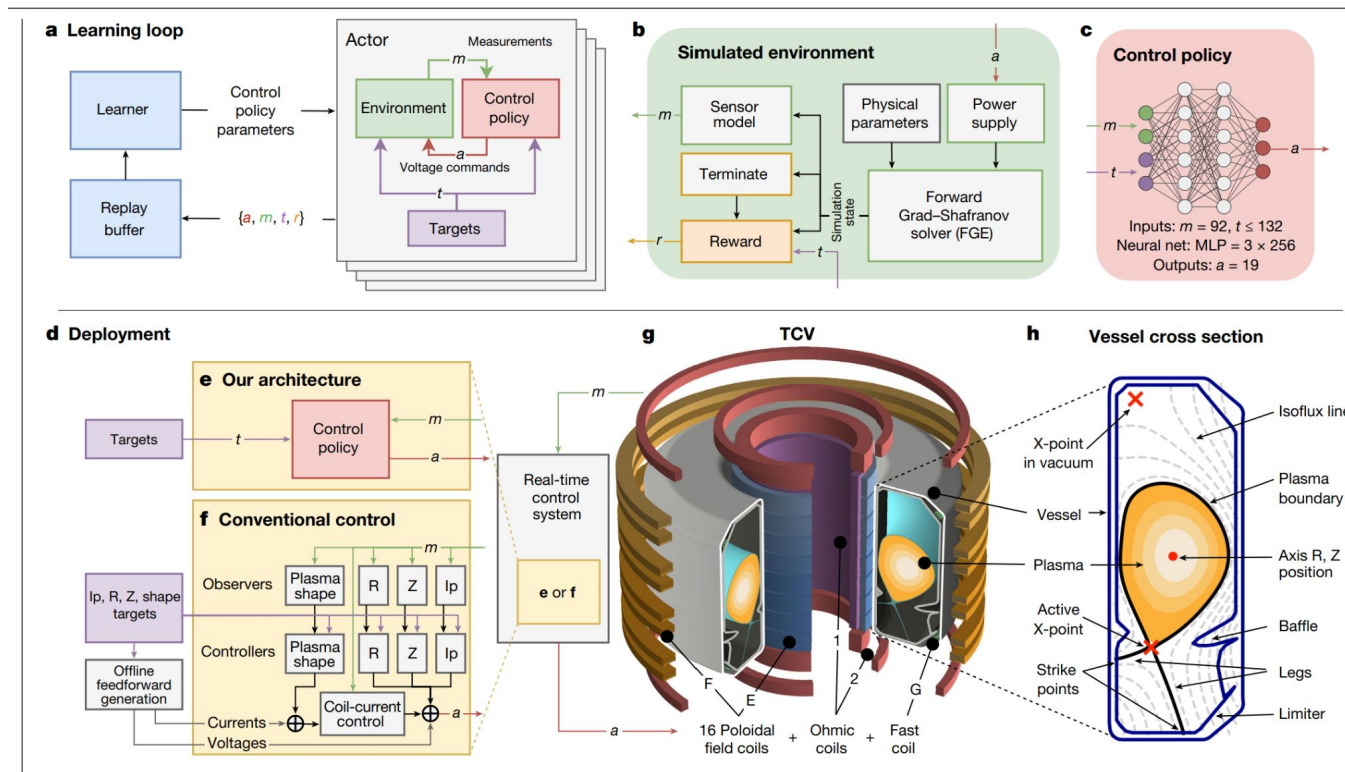 a Learning loop
Learner
Control
policy
parameters
Replay
buffer
{a, m, t, r}
Actor
Measurements
m
Environment
Control
policy
a
Voltage commands
t
Targets
b
Simulated environment
a
m
Sensor
model
Physical
parameters
Power
supply
Terminate
Simulation
state
Forward
Grad–Shafranov
solver (FGE)
r
Reward
t
c
Control policy
m
t
a
Inputs: m = 92, t ≤ 132
Neural net: MLP = 3 × 256
Outputs: a = 19
d Deployment
e Our architecture
Targets
t
Control
policy
m
a
f Conventional control
m
Observers
Plasma
shape
R
Z
Ip
Ip, R, Z, shape
targets
Controllers
Plasma
shape
R
Z
Ip
Offline
feedforward
generation
Currents
Coil-current
control
a
Voltages
m
Real-time
control
system
e or f
a
g
TCV
Vessel
Plasma
1
2
F
E
G
16 Poloidal
field coils
+
Ohmic
coils
+
Fast
coil
h
Vessel cross section
X-point
in vacuum
Isoflux line
Plasma
boundary
Axis R, Z
position
Active
X-point
Baffle
Strike
points
Legs
Limiter